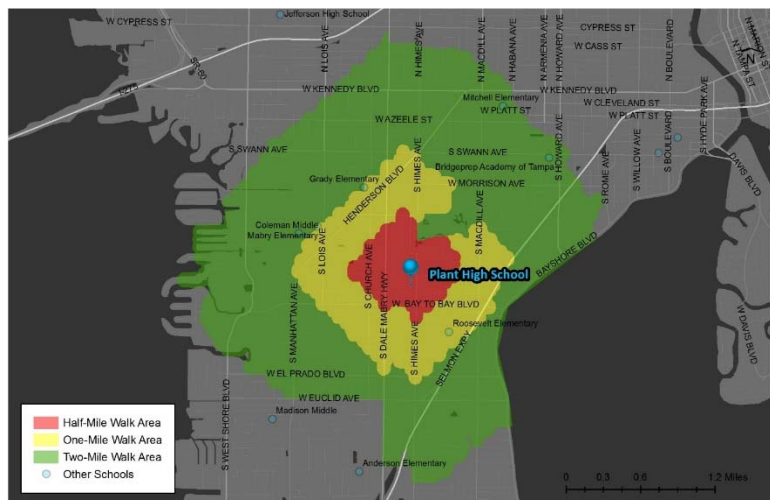 Jefferson High School
W CYPRESS ST
CYPRESS ST
W CASS ST
SR 60
I-275
N LOIS AVE
N HIMES AVE
N MACDILL AVE
N HABANA AVE
N ARMENIA AVE
N HOWARD AVE
N BOULEVARD
N MARION ST
N TAMPA ST
N
W KENNEDY BLVD
W KENNEDY BLVD
Mitchell Elementary
W PLATT ST
W CLEVELAND ST
W PLATT ST
W AZEELE ST
S SWANN AVE
S SWANN AVE
S HIMES AVE
Bridgeprep Academy of Tampa
S HOWARD AVE
S ROME AVE
S WILLOW AVE
S BOULEVARD
S HYDE PARK AVE
DAVIS BLVD
Grady Elementary
HENDERSON BLVD
W MORRISON AVE
Coleman Middle
Mabry Elementary
S LOIS AVE
S MACDILL AVE
BAYSHORE BLVD
S CHURCH AVE
Plant High School
S DALE MABRY HWY
W BAY TO BAY BLVD
S MANHATTAN AVE
Roosevelt Elementary
S HIMES AVE
SELMON EXPY
W DAVIS BLVD
W EL PRADO BLVD
W EUCLID AVE
Madison Middle
S WEST SHORE BLVD
Anderson Elementary
Half-Mile Walk Area
One-Mile Walk Area
Two-Mile Walk Area
Other Schools
0 0.3 0.6 1.2 Miles